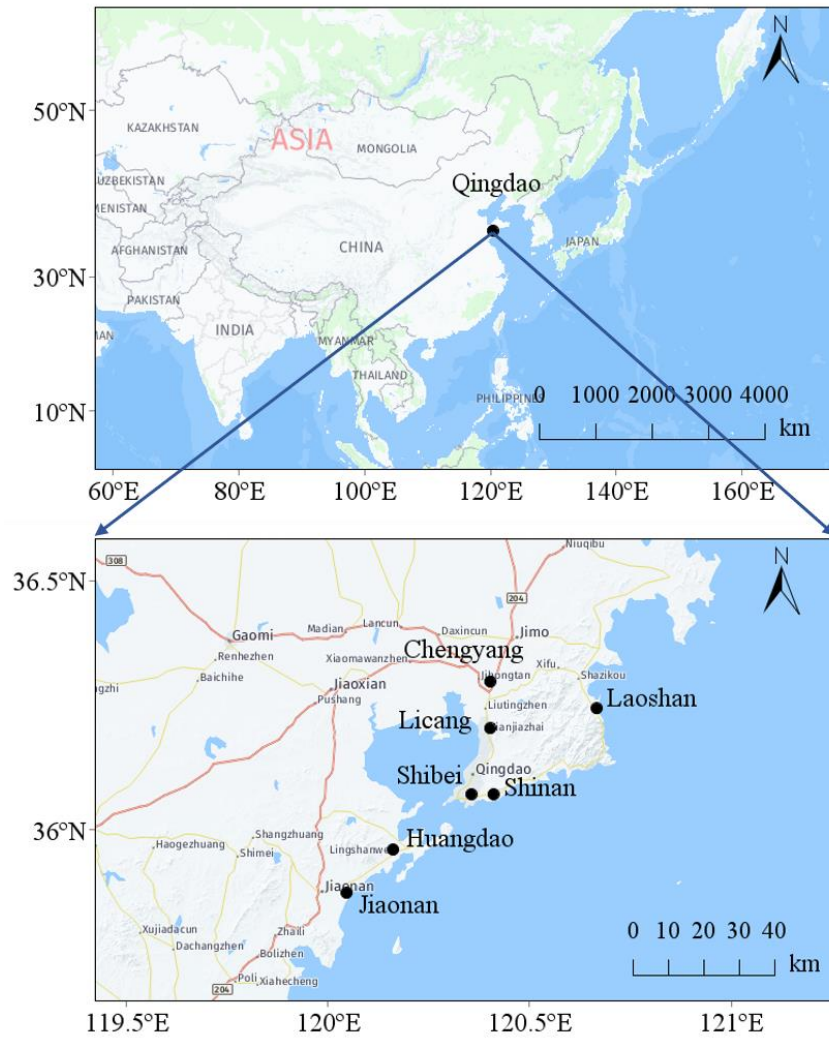 N
50°N
KAZAKHSTAN
ASIA
MONGOLIA
UZBEKISTAN
Qingdao
MENISTAN
AFGHANISTAN
CHINA
JAPAN
30°N
PAKISTAN
INDIA
MYANMAR
THAILAND
PHILIPPINES
0 1000 2000 3000 4000
10°N
km
60°E 80°E 100°E 120°E 140°E 160°E
308
Niuqibu
N
36.5°N
204
Madian
Lancun
Daxincun
Jimo
Gaomi
Chengyang
Renhezhen
Xiaomawanzhen
Xifu
Baichihe
Jihongtan
Shazikou
ngzhi
Jiaoxian
Pushang
Laoshan
Liutingzhen
Licang
ianjiazhai
Qingdao
Shibei
Shinan
36°N
Shangzhuang
Haogezhuang
Shimei
Lingshanwe
Huangdao
Jiaonan
Jiaonan
Xujiadacun
Zhaili
Dachangzhen
Bolizhen
0 10 20 30 40
km
Poli
Xiahecheng
204
119.5°E 120°E 120.5°E 121°E